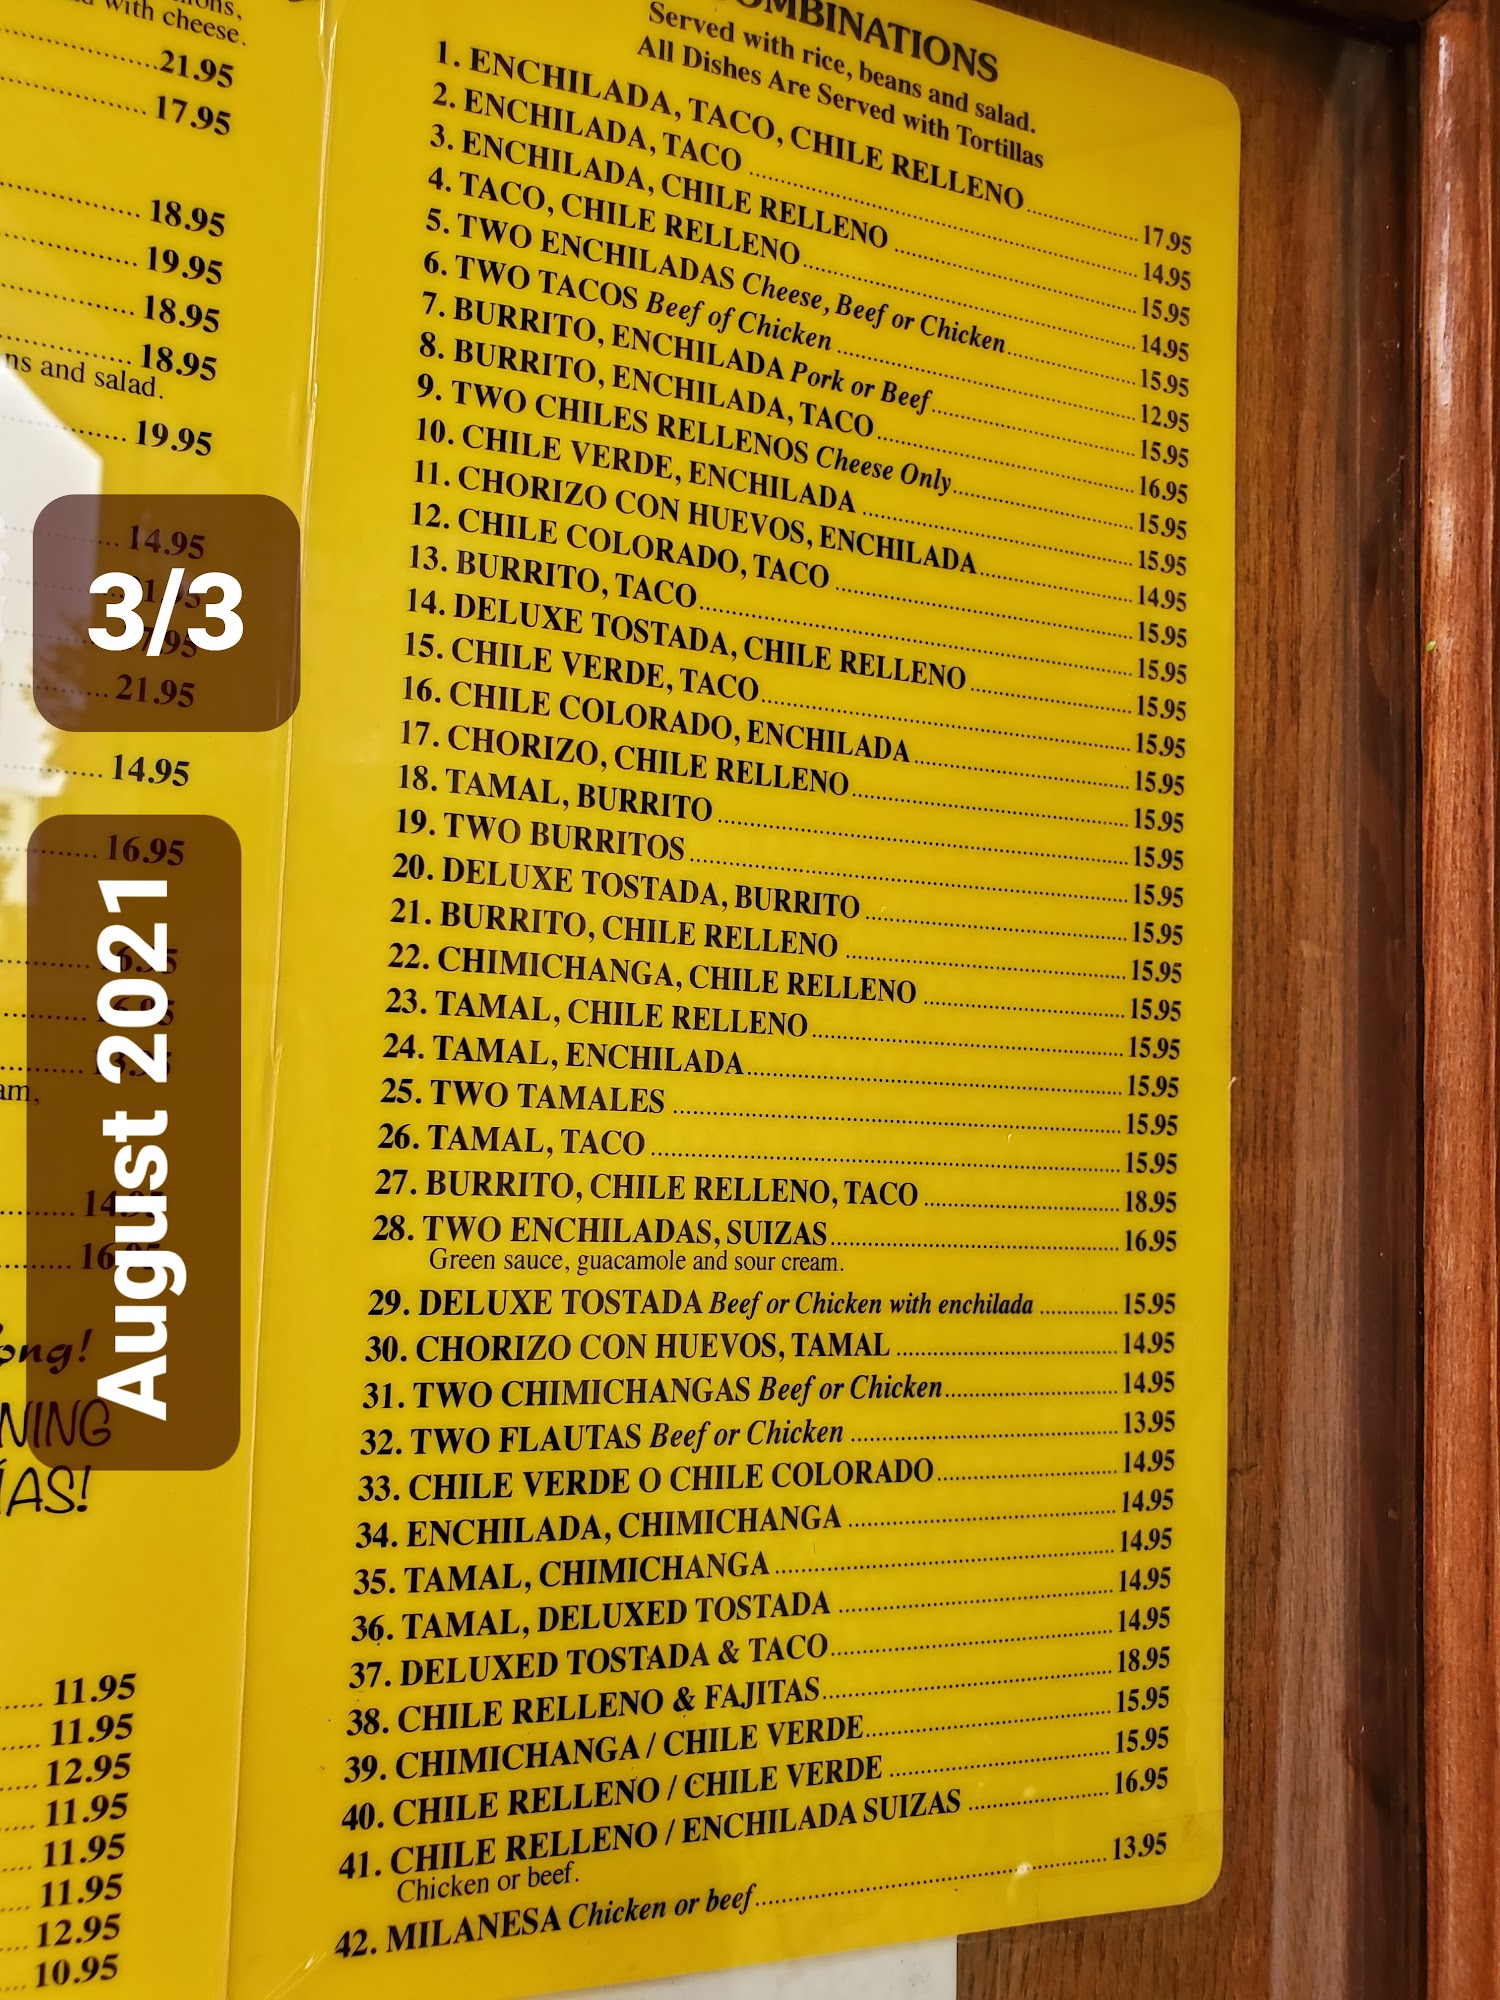 ons,
d with cheese.
21.95
17.95
18.95
19.95
18.95
18.95
ns and salad.
19.95
14.95
3/3
21.95
14.95
16.95
August 2021
am,
ong!
NING
ÍAS!
11.95
11.95
12.95
11.95
11.95
11.95
12.95
10.95
OMBINATIONS
Served with rice, beans and salad.
All Dishes Are Served with Tortillas
1. ENCHILADA, TACO, CHILE RELLENO 17.95
2. ENCHILADA, TACO 14.95
3. ENCHILADA, CHILE RELLENO 15.95
4. TACO, CHILE RELLENO 14.95
5. TWO ENCHILADAS Cheese, Beef or Chicken 15.95
6. TWO TACOS Beef of Chicken 12.95
7. BURRITO, ENCHILADA Pork or Beef 15.95
8. BURRITO, ENCHILADA, TACO 16.95
9. TWO CHILES RELLENOS Cheese Only 15.95
10. CHILE VERDE, ENCHILADA 15.95
11. CHORIZO CON HUEVOS, ENCHILADA 14.95
12. CHILE COLORADO, TACO 15.95
13. BURRITO, TACO 15.95
14. DELUXE TOSTADA, CHILE RELLENO 15.95
15. CHILE VERDE, TACO 15.95
16. CHILE COLORADO, ENCHILADA 15.95
17. CHORIZO, CHILE RELLENO 15.95
18. TAMAL, BURRITO 15.95
19. TWO BURRITOS 15.95
20. DELUXE TOSTADA, BURRITO 15.95
21. BURRITO, CHILE RELLENO 15.95
22. CHIMICHANGA, CHILE RELLENO 15.95
23. TAMAL, CHILE RELLENO 15.95
24. TAMAL, ENCHILADA 15.95
25. TWO TAMALES 15.95
26. TAMAL, TACO 15.95
27. BURRITO, CHILE RELLENO, TACO 18.95
28. TWO ENCHILADAS, SUIZAS 16.95
Green sauce, guacamole and sour cream.
29. DELUXE TOSTADA Beef or Chicken with enchilada 15.95
30. CHORIZO CON HUEVOS, TAMAL 14.95
31. TWO CHIMICHANGAS Beef or Chicken 14.95
32. TWO FLAUTAS Beef or Chicken 13.95
33. CHILE VERDE O CHILE COLORADO 14.95
34. ENCHILADA, CHIMICHANGA 14.95
35. TAMAL, CHIMICHANGA 14.95
36. TAMAL, DELUXED TOSTADA 14.95
37. DELUXED TOSTADA & TACO 14.95
38. CHILE RELLENO & FAJITAS 18.95
39. CHIMICHANGA / CHILE VERDE 15.95
40. CHILE RELLENO / CHILE VERDE 15.95
41. CHILE RELLENO / ENCHILADA SUIZAS 16.95
Chicken or beef.
42. MILANESA Chicken or beef 13.95